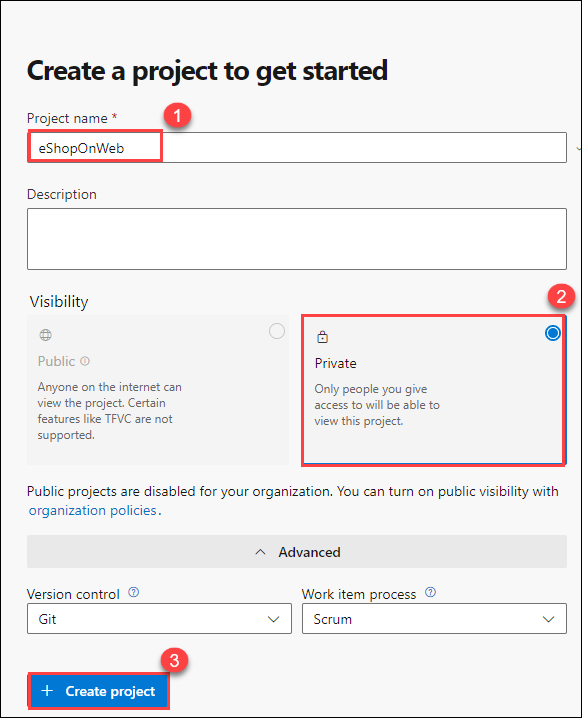 Create a project to get started
Project name *
1
eShopOnWeb
Description
Visibility
2
Public
Anyone on the internet can
view the project. Certain
features like TFVC are not
supported.
Private
Only people you give
access to will be able to
view this project.
Public projects are disabled for your organization. You can turn on public visibility with
organization policies.
Advanced
Version control ?
Git
Work item process ?
Scrum
3
+ Create project